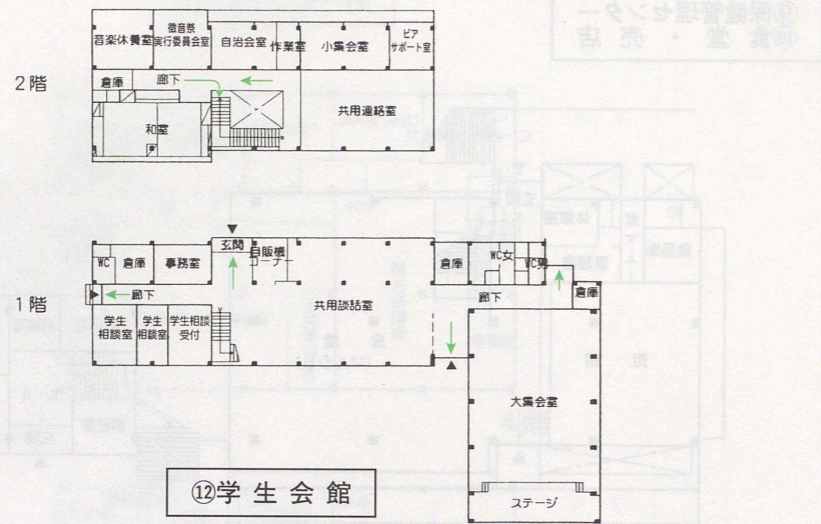 音楽休養室
徽音祭
実行委員会室
自治会室
作業室
小集会室
ピア
サポート室
2階
倉庫
廊下
和室
共用連絡室
1階
WC
倉庫
事務室
玄関
自販機
コーナー
共用談話室
倉庫
WC女
WC男
廊下
廊下
倉庫
学生
相談室
学生
相談室
学生相談
受付
大集会室
ステージ
⑫学生会館